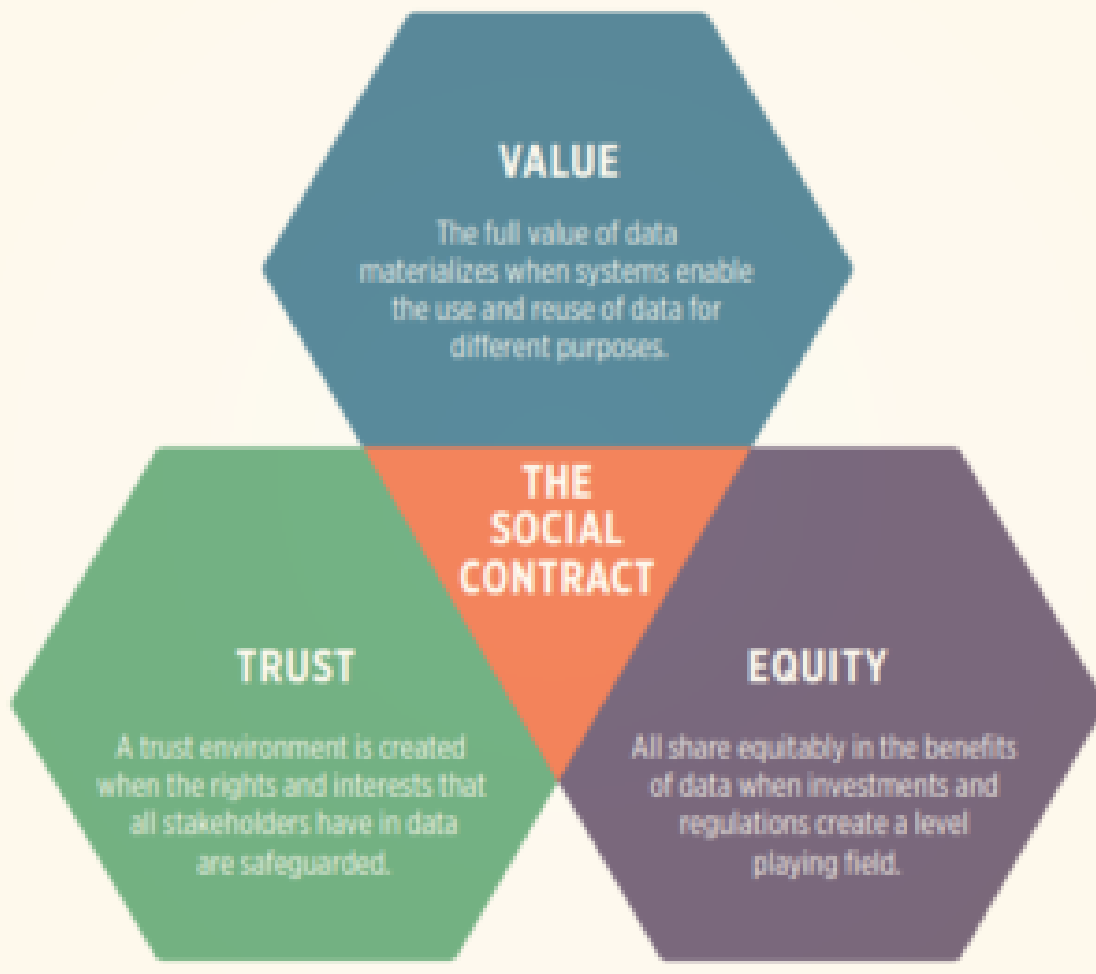 VALUE
The full value of data
materializes when systems enable
the use and reuse of data for
different purposes.
THE
SOCIAL
CONTRACT
TRUST
A trust environment is created
when the rights and interests that
all stakeholders have in data
are safeguarded.
EQUITY
All share equitably in the benefits
of data when investments and
regulations create a level
playing field.